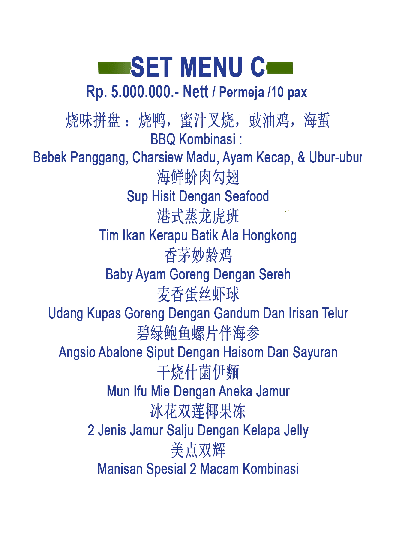 SET MENU C
Rp. 5.000.000.- Nett / Permeja /10 pax
烧味拼盘：烧鸭，蜜汁叉烧，豉油鸡，海蜇
BBQ Kombinasi :
Bebek Panggang, Charsiew Madu, Ayam Kecap, & Ubur-ubur
海鲜蚧肉勾翅
Sup Hisit Dengan Seafood
港式蒸龙虎班
Tim Ikan Kerapu Batik Ala Hongkong
香茅妙龄鸡
Baby Ayam Goreng Dengan Sereh
麦香蛋丝虾球
Udang Kupas Goreng Dengan Gandum Dan Irisan Telur
碧绿鲍鱼螺片伴海参
Angsio Abalone Siput Dengan Haisom Dan Sayuran
干烧什菌伊麵
Mun Ifu Mie Dengan Aneka Jamur
冰花双莲椰果冻
2 Jenis Jamur Salju Dengan Kelapa Jelly
美点双辉
Manisan Spesial 2 Macam Kombinasi